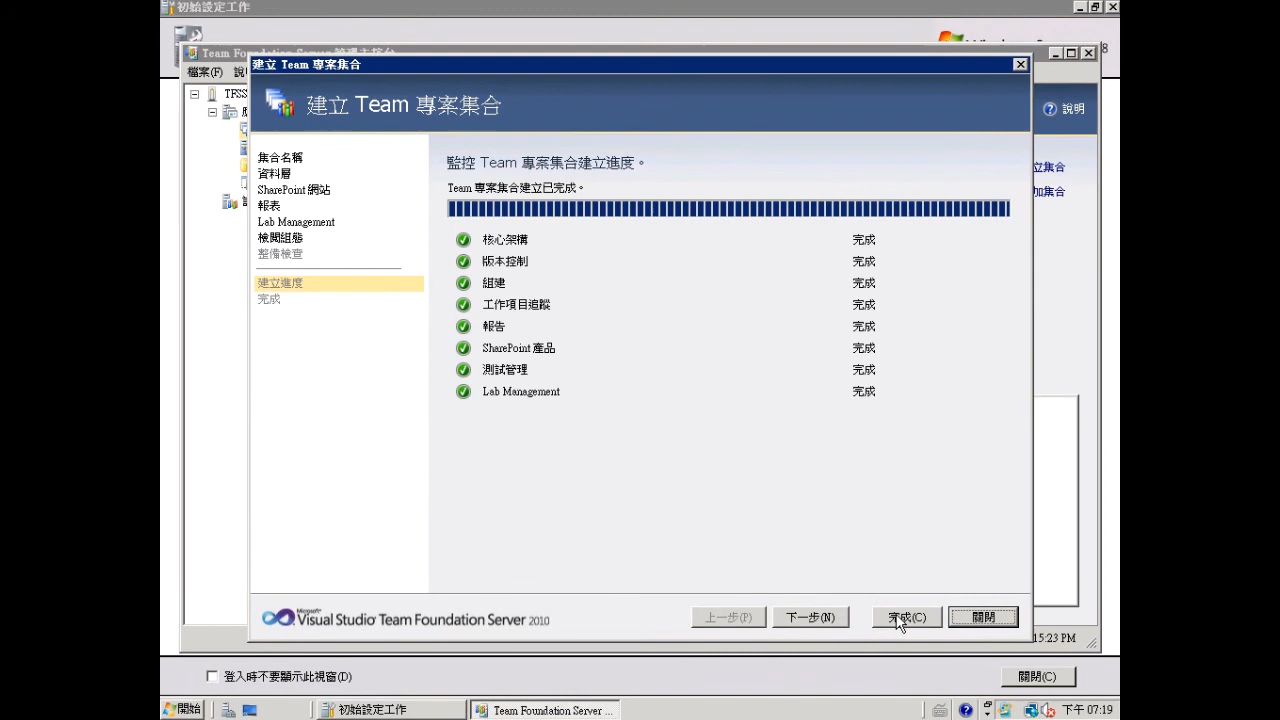 初始設定工作
Team Foundation Server 管理主控台
檔案(F)
建立 Team 專案集合
建立 Team 專案集合
說明
TFSS
立集合
加集合
集合名稱
資料層
SharePoint 網站
報表
Lab Management
檢閱組態
整備檢查
建立進度
完成
監控 Team 專案集合建立進度。
Team 專案集合建立已完成。
核心架構 完成
版本控制 完成
組建 完成
工作項目追蹤 完成
報告 完成
SharePoint 產品 完成
測試管理 完成
Lab Management 完成
Microsoft
Visual Studio Team Foundation Server 2010
上一步(P) 下一步(N) 完成(C) 關閉
15:23 PM
登入時不要顯示此視窗(D) 關閉(C)
開始 初始設定工作 Team Foundation Server ... 下午 07:19